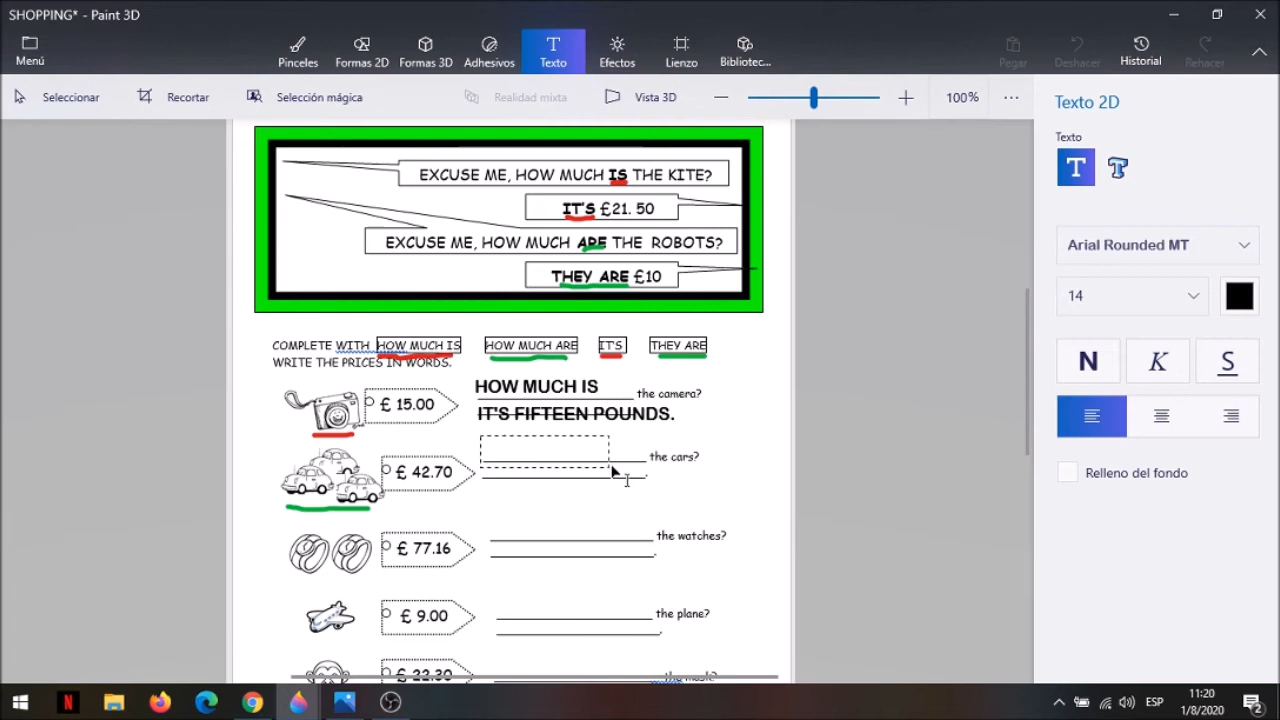 SHOPPING* - Paint 3D
Menú
Pinceles
Formas 2D
Formas 3D
Adhesivos
Texto
Efectos
Lienzo
Bibliotec...
Pegar
Deshacer
Historial
Rehacer
Seleccionar
Recortar
Selección mágica
Realidad mixta
Vista 3D
100%
Texto 2D
Texto
Arial Rounded MT
14
N
K
S
Relleno del fondo
EXCUSE ME, HOW MUCH IS THE KITE?
IT'S £21. 50
EXCUSE ME, HOW MUCH ARE THE ROBOTS?
THEY ARE £10
COMPLETE WITH HOW MUCH IS HOW MUCH ARE IT'S THEY ARE
WRITE THE PRICES IN WORDS.
£ 15.00
HOW MUCH IS the camera?
IT'S FIFTEEN POUNDS.
£ 42.70
the cars?
£ 77.16
the watches?
£ 9.00
the plane?
£ 22.30
the mask?
ESP
11:20
1/8/2020
2